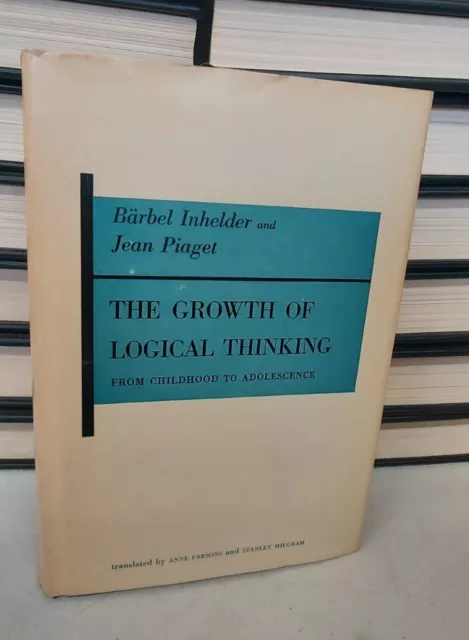 Bärbel Inhelder and
Jean Piaget
THE GROWTH OF
LOGICAL THINKING
FROM CHILDHOOD TO ADOLESCENCE
translated by ANNE PARSONS and STANLEY MILGRAM